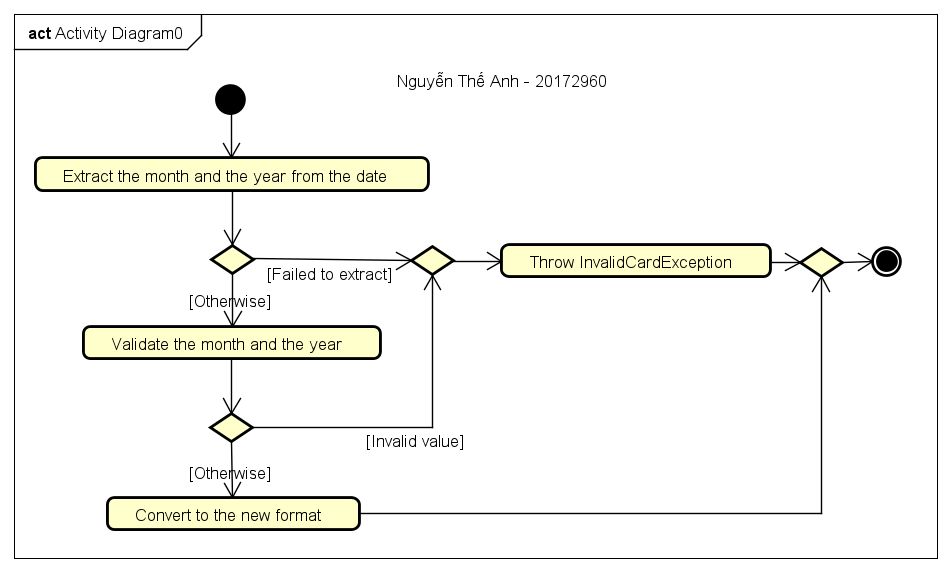 act Activity Diagram0
Nguyễn Thế Anh - 20172960
Extract the month and the year from the date
[Failed to extract]
Throw InvalidCardException
[Otherwise]
Validate the month and the year
[Invalid value]
[Otherwise]
Convert to the new format